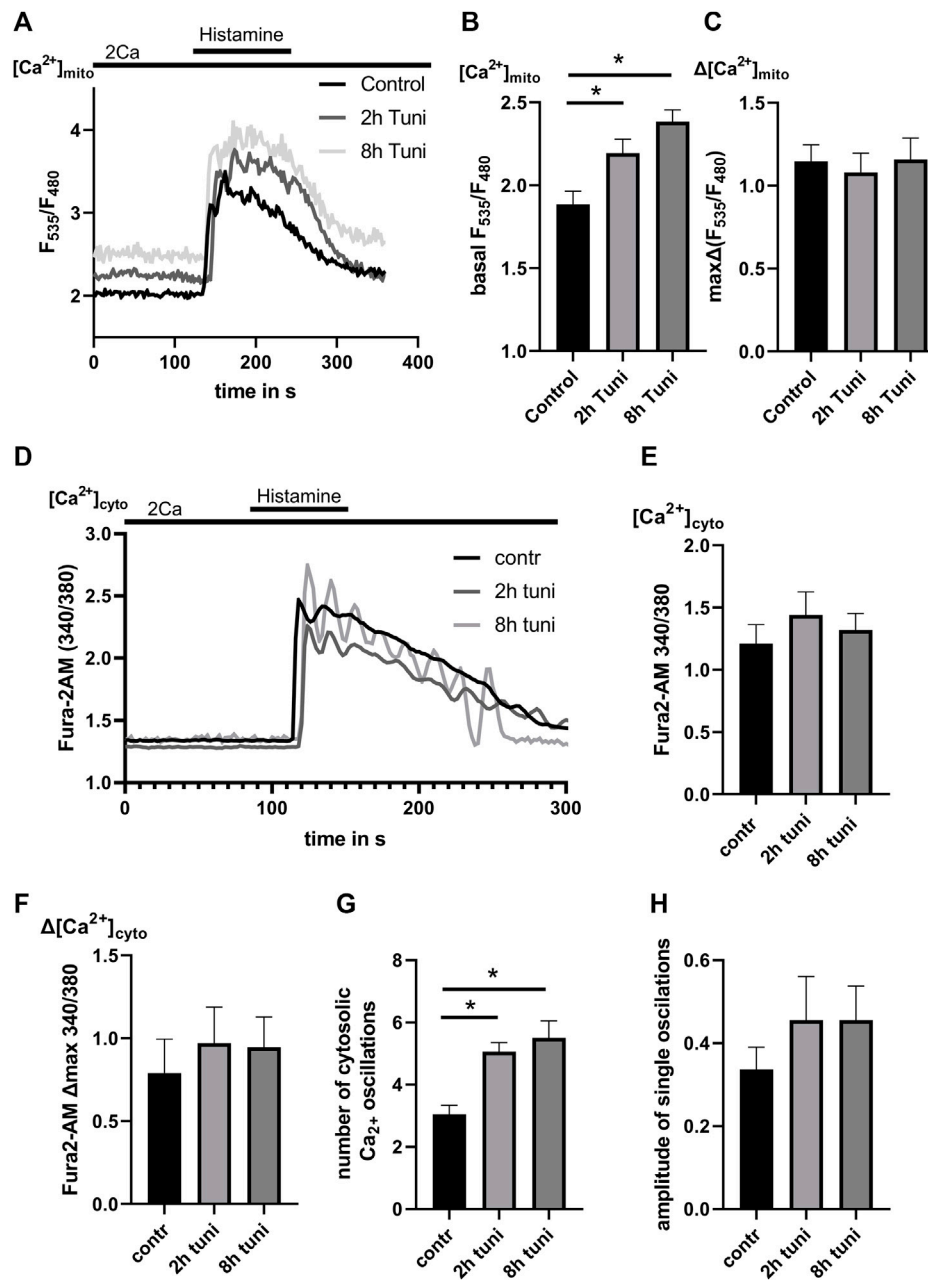 A
Histamine
2Ca
[Ca2+]mito
Control
2h Tuni
8h Tuni
F535/F480
4
3
2
0 100 200 300 400
time in s
B
[Ca2+]mito
*
*
basal F535/F480
2.5
2.0
1.5
1.0
Control 2h Tuni 8h Tuni
C
Δ[Ca2+]mito
maxΔ(F535/F480)
1.5
1.0
0.5
0.0
Control 2h Tuni 8h Tuni
D
[Ca2+]cyto
2Ca
Histamine
contr
2h tuni
8h tuni
Fura-2AM (340/380)
3.0
2.5
2.0
1.5
1.0
0 100 200 300
time in s
E
[Ca2+]cyto
Fura2-AM 340/380
2.0
1.5
1.0
0.5
0.0
contr 2h tuni 8h tuni
F
Δ[Ca2+]cyto
Fura2-AM Δmax 340/380
1.5
1.0
0.5
0.0
contr 2h tuni 8h tuni
G
*
*
number of cytosolic
Ca2+ oscillations
8
6
4
2
0
contr 2h tuni 8h tuni
H
amplitude of single oscilations
0.6
0.4
0.2
0.0
contr 2h tuni 8h tuni